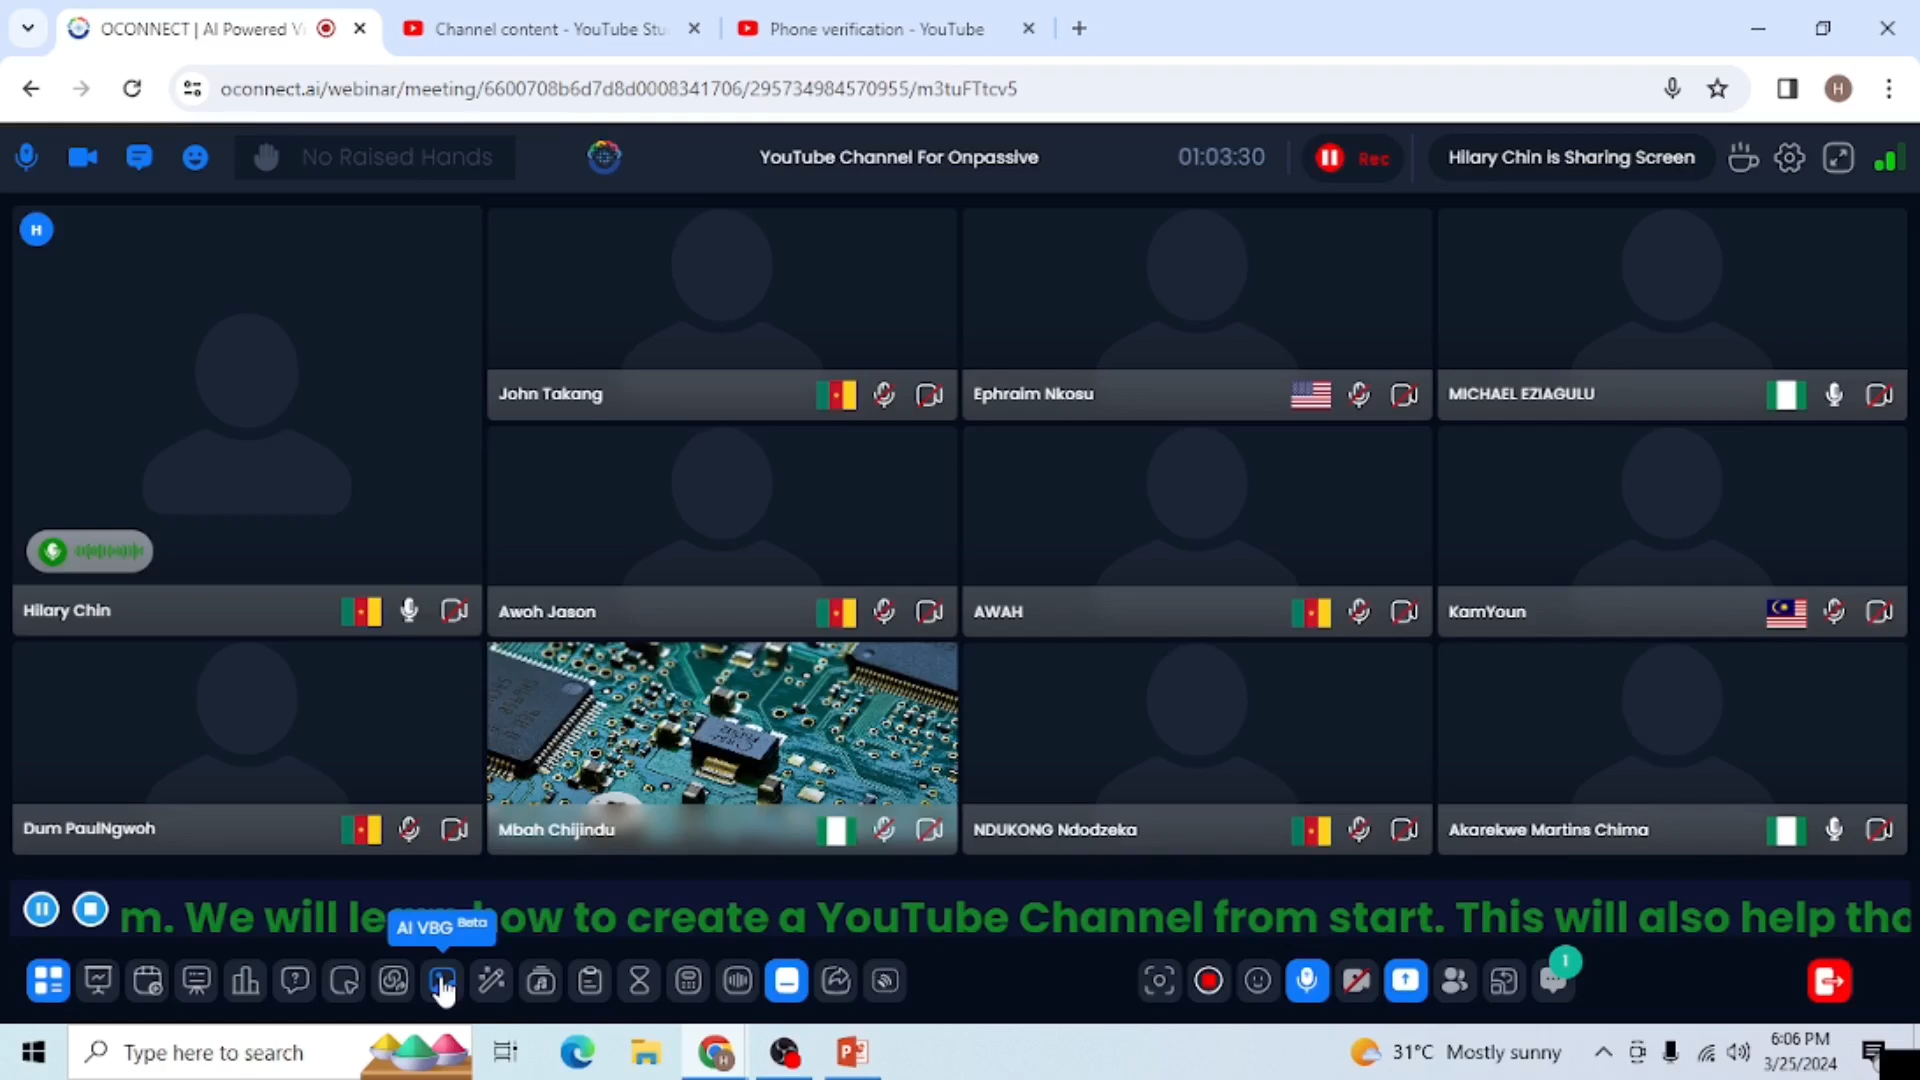 OCONNECT | AI Powered Vi
Channel content - YouTube Stu
Phone verification - YouTube
oconnect.ai/webinar/meeting/6600708b6d7d8d0008341706/295734984570955/m3tuFTtcv5
H
No Raised Hands
YouTube Channel For Onpassive
01:03:30
Rec
Hilary Chin is Sharing Screen
H
John Takang
Ephraim Nkosu
MICHAEL EZIAGULU
Hilary Chin
Awoh Jason
AWAH
KamYoun
Dum PaulNgwoh
Mbah Chijindu
NDUKONG Ndodzeka
Akarekwe Martins Chima
m. We will le how to create a YouTube Channel from start. This will also help tho
AI VBG Beta
1
Type here to search
31°C Mostly sunny
6:06 PM
3/25/2024